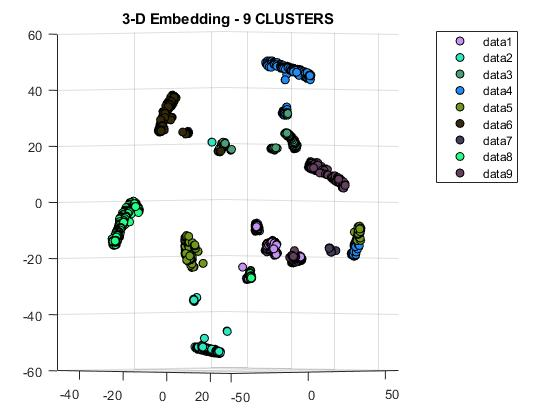 3-D Embedding - 9 CLUSTERS
60
40
20
0
-20
-40
-60
-40 -20 0 20 -50 0 50
data1
data2
data3
data4
data5
data6
data7
data8
data9